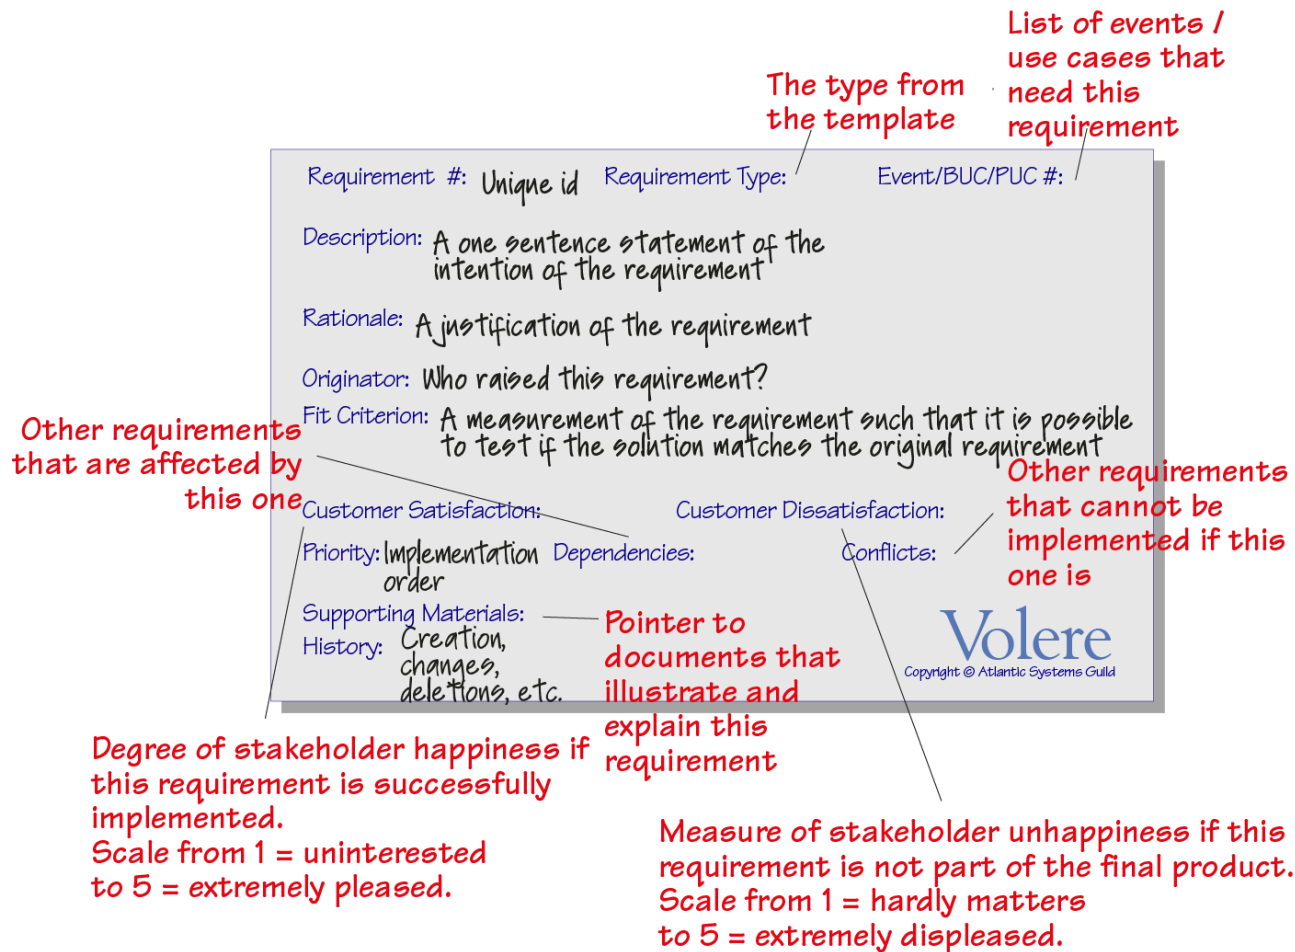 List of events /
use cases that
need this
requirement
The type from
the template
Requirement #: Unique id Requirement Type: Event/BUC/PUC #:
Description: A one sentence statement of the
intention of the requirement
Rationale: A justification of the requirement
Originator: Who raised this requirement?
Fit Criterion: A measurement of the requirement such that it is possible
to test if the solution matches the original requirement
Other requirements
that are affected by
this one
Other requirements
that cannot be
implemented if this
one is
Customer Satisfaction: Customer Dissatisfaction:
Priority: Implementation
order
Dependencies: Conflicts:
Supporting Materials:
History: Creation,
changes,
deletions, etc.
Pointer to
documents that
illustrate and
explain this
requirement
Volere
Copyright © Atlantic Systems Guild
Degree of stakeholder happiness if
this requirement is successfully
implemented.
Scale from 1 = uninterested
to 5 = extremely pleased.
Measure of stakeholder unhappiness if this
requirement is not part of the final product.
Scale from 1 = hardly matters
to 5 = extremely displeased.